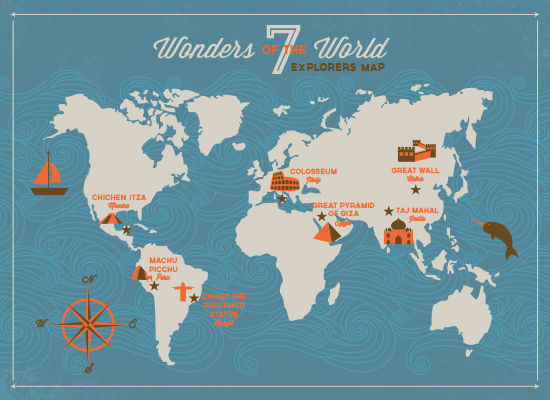 Wonders OF THE 7 World
EXPLORERS MAP
COLOSSEUM
Italy
GREAT WALL
China
CHICHEN ITZA
Mexico
GREAT PYRAMID
OF GIZA
Egypt
TAJ MAHAL
India
MACHU
PICCHU
Peru
CHRIST THE
REDEEMER
STATUE
Brazil
N
W
E
S